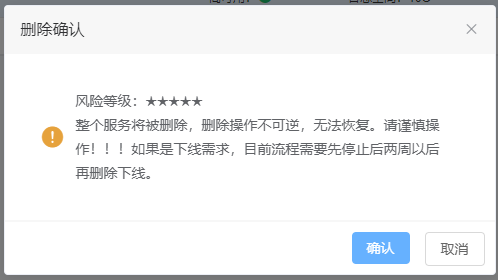 删除确认
风险等级：★★★★★
整个服务将被删除，删除操作不可逆，无法恢复。请谨慎操
作！！！如果是下线需求，目前流程需要先停止后两周以后
再删除下线。
确认
取消